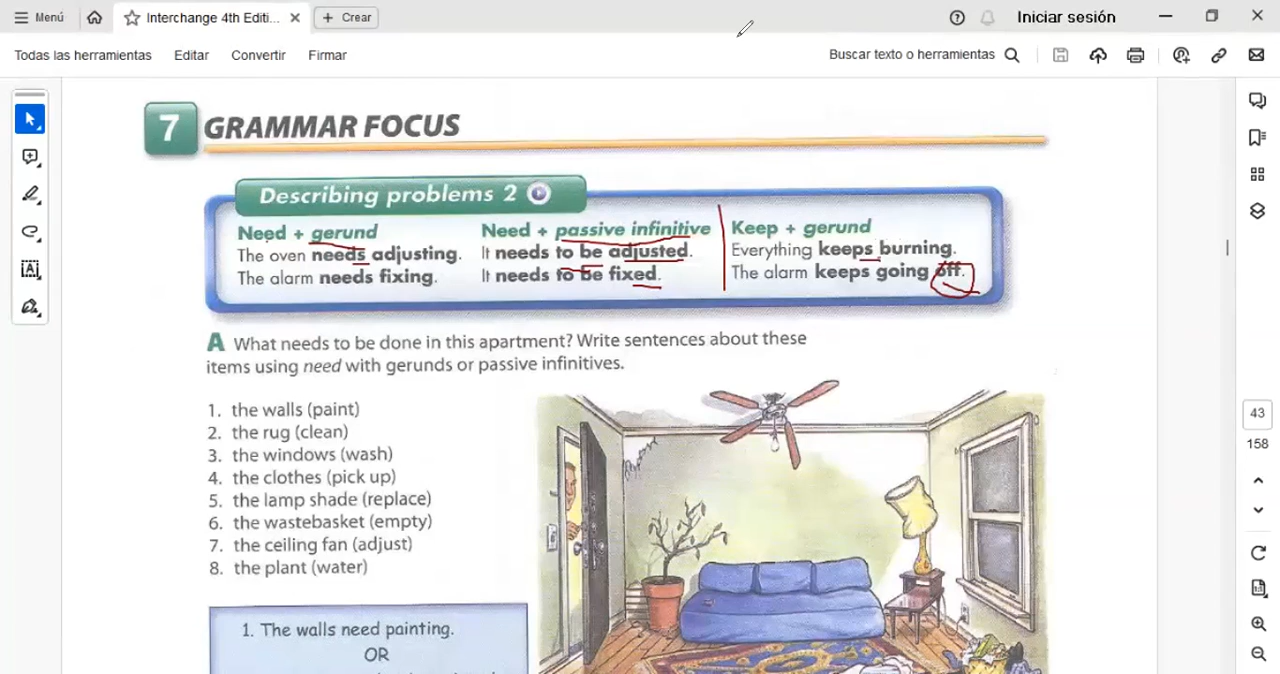 Menú
Interchange 4th Editi...
Crear
Iniciar sesión
Todas las herramientas
Editar
Convertir
Firmar
Buscar texto o herramientas
7 GRAMMAR FOCUS
Describing problems 2
Need + gerund
The oven needs adjusting.
The alarm needs fixing.
Need + passive infinitive
It needs to be adjusted.
It needs to be fixed.
Keep + gerund
Everything keeps burning.
The alarm keeps going off.
A What needs to be done in this apartment? Write sentences about these
items using need with gerunds or passive infinitives.
1. the walls (paint)
2. the rug (clean)
3. the windows (wash)
4. the clothes (pick up)
5. the lamp shade (replace)
6. the wastebasket (empty)
7. the ceiling fan (adjust)
8. the plant (water)
1. The walls need painting.
OR
43
158